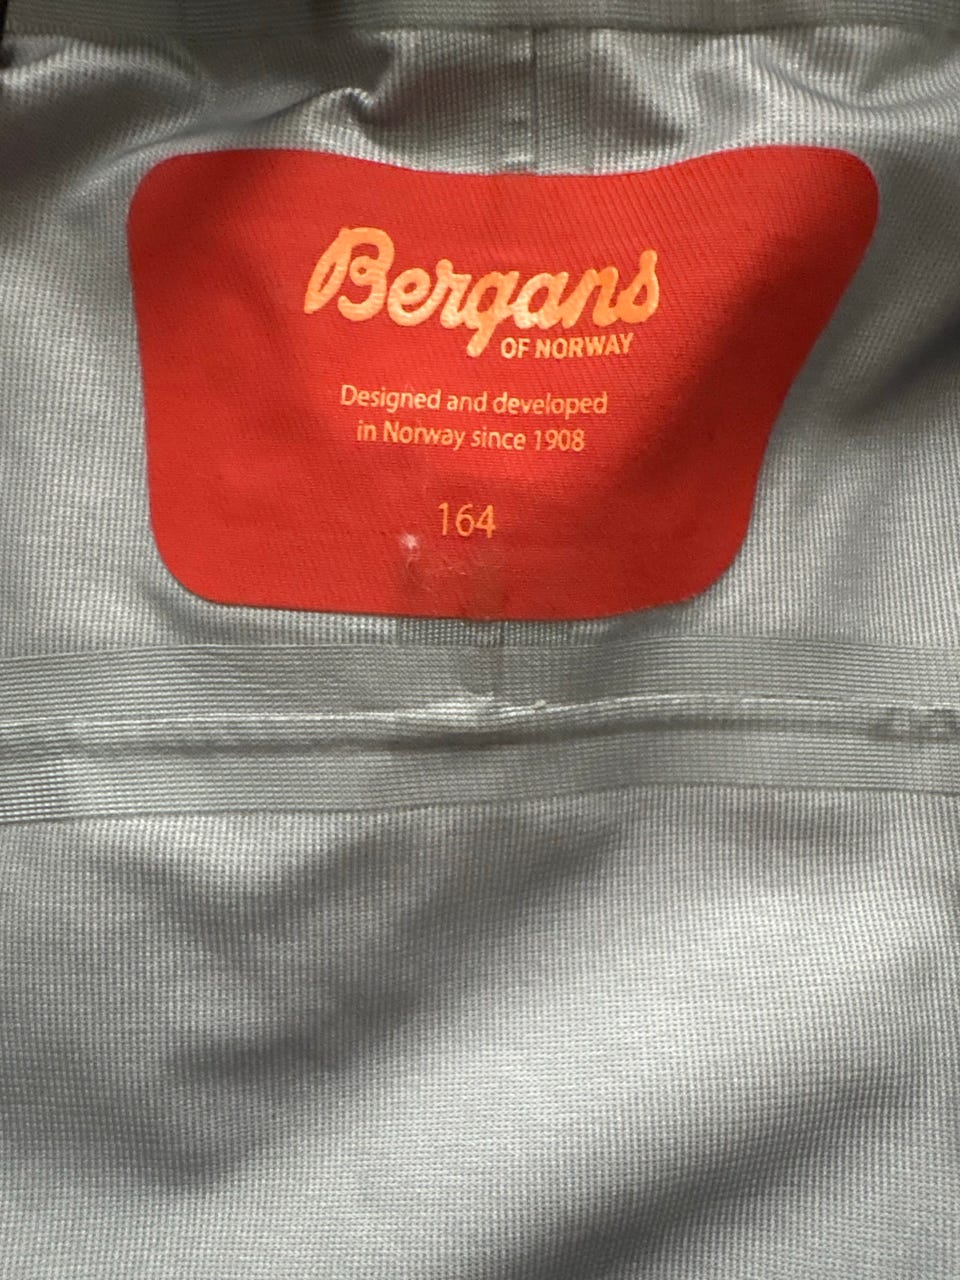 Bergans
OF NORWAY
Designed and developed
in Norway since 1908
164